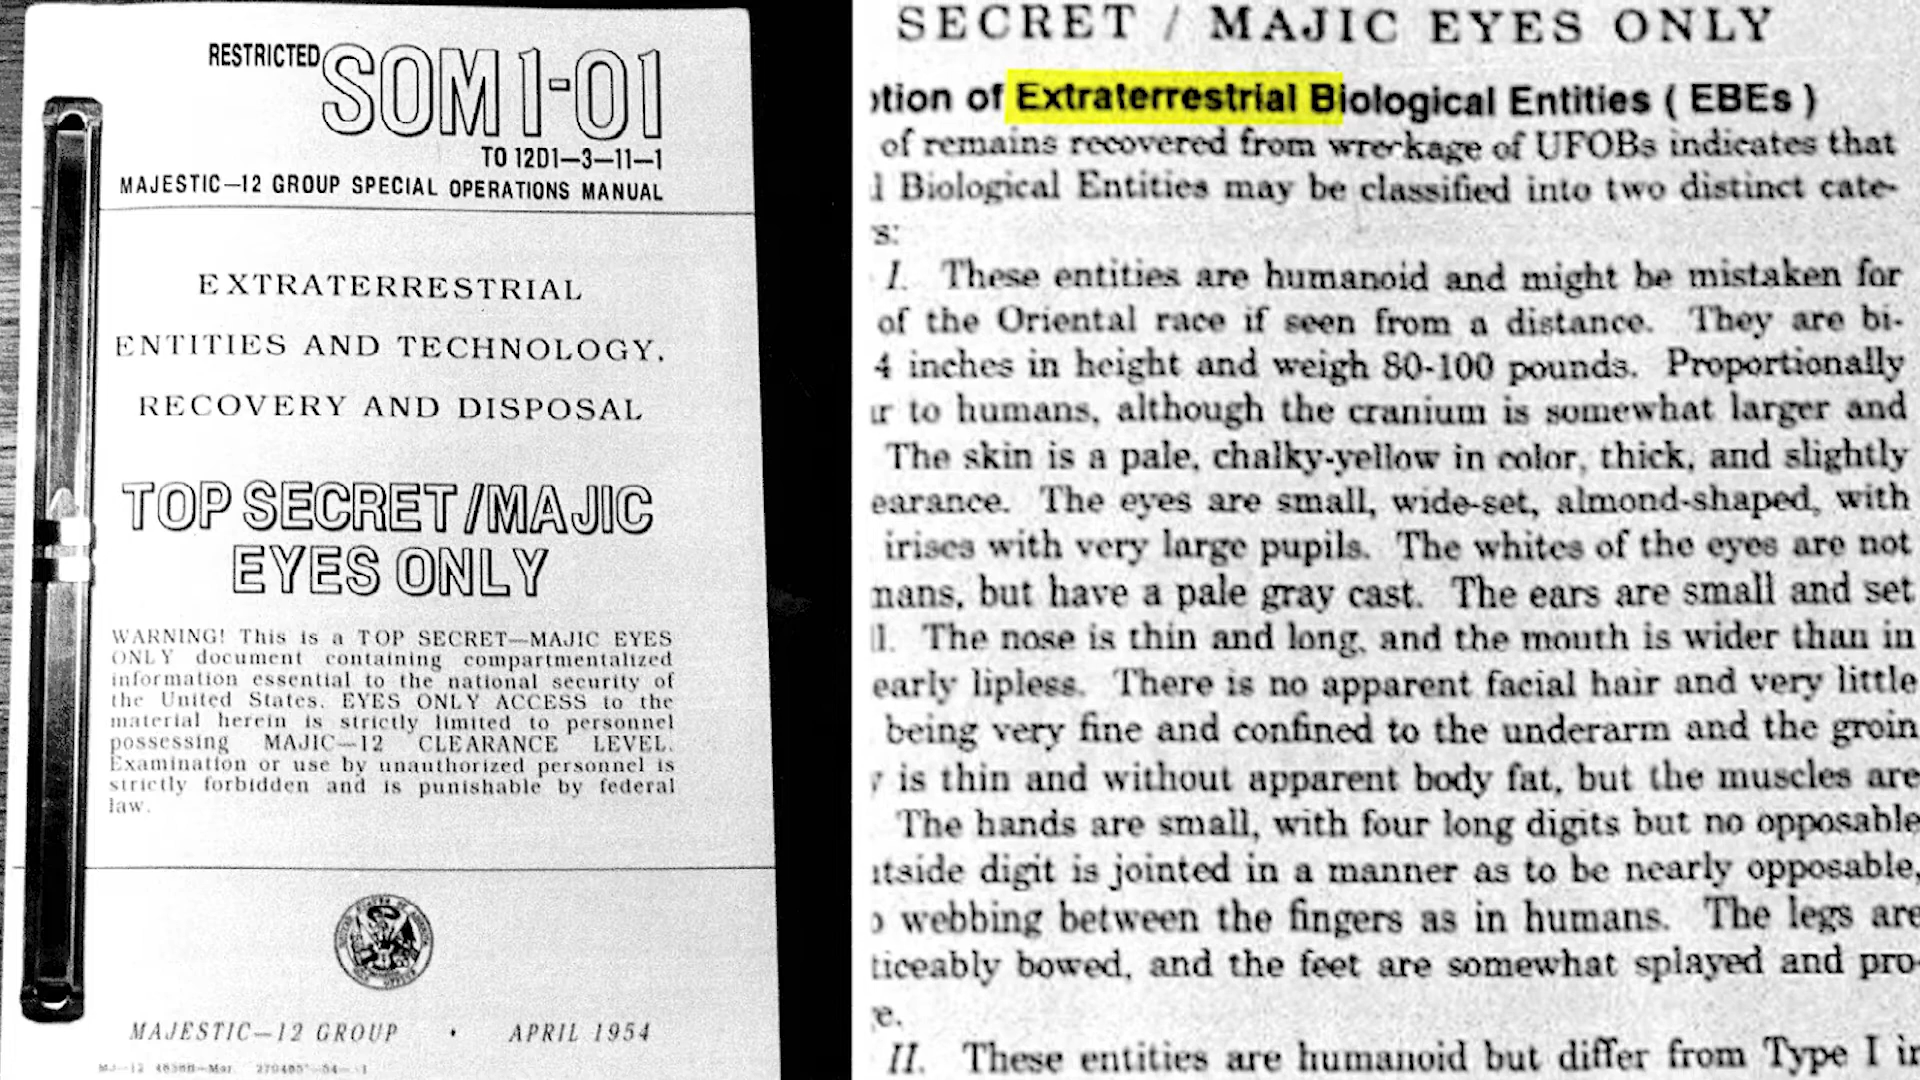 RESTRICTED
SOM 1-01
TO 12D1—3—11—1
MAJESTIC—12 GROUP SPECIAL OPERATIONS MANUAL
EXTRATERRESTRIAL
ENTITIES AND TECHNOLOGY,
RECOVERY AND DISPOSAL
TOP SECRET/MAJIC
EYES ONLY
WARNING! This is a TOP SECRET—MAJIC EYES
ONLY document containing compartmentalized
information essential to the national security of
the United States. EYES ONLY ACCESS to the
material herein is strictly limited to personnel
possessing MAJIC—12 CLEARANCE LEVEL.
Examination or use by unauthorized personnel is
strictly forbidden and is punishable by federal
law.
MAJESTIC—12 GROUP • APRIL 1954
MJ—12
SECRET / MAJIC EYES ONLY
tion of Extraterrestrial Biological Entities ( EBEs )
of remains recovered from wreckage of UFOBs indicates that
l Biological Entities may be classified into two distinct cate-
s:
I. These entities are humanoid and might be mistaken for
of the Oriental race if seen from a distance. They are bi-
4 inches in height and weigh 80-100 pounds. Proportionally
r to humans, although the cranium is somewhat larger and
The skin is a pale, chalky-yellow in color, thick, and slightly
earance. The eyes are small, wide-set, almond-shaped, with
irises with very large pupils. The whites of the eyes are not
mans, but have a pale gray cast. The ears are small and set
l. The nose is thin and long, and the mouth is wider than in
early lipless. There is no apparent facial hair and very little
being very fine and confined to the underarm and the groin
y is thin and without apparent body fat, but the muscles are
The hands are small, with four long digits but no opposable
utside digit is jointed in a manner as to be nearly opposable,
o webbing between the fingers as in humans. The legs are
ticeably bowed, and the feet are somewhat splayed and pro-
e.
II. These entities are humanoid but differ from Type I in